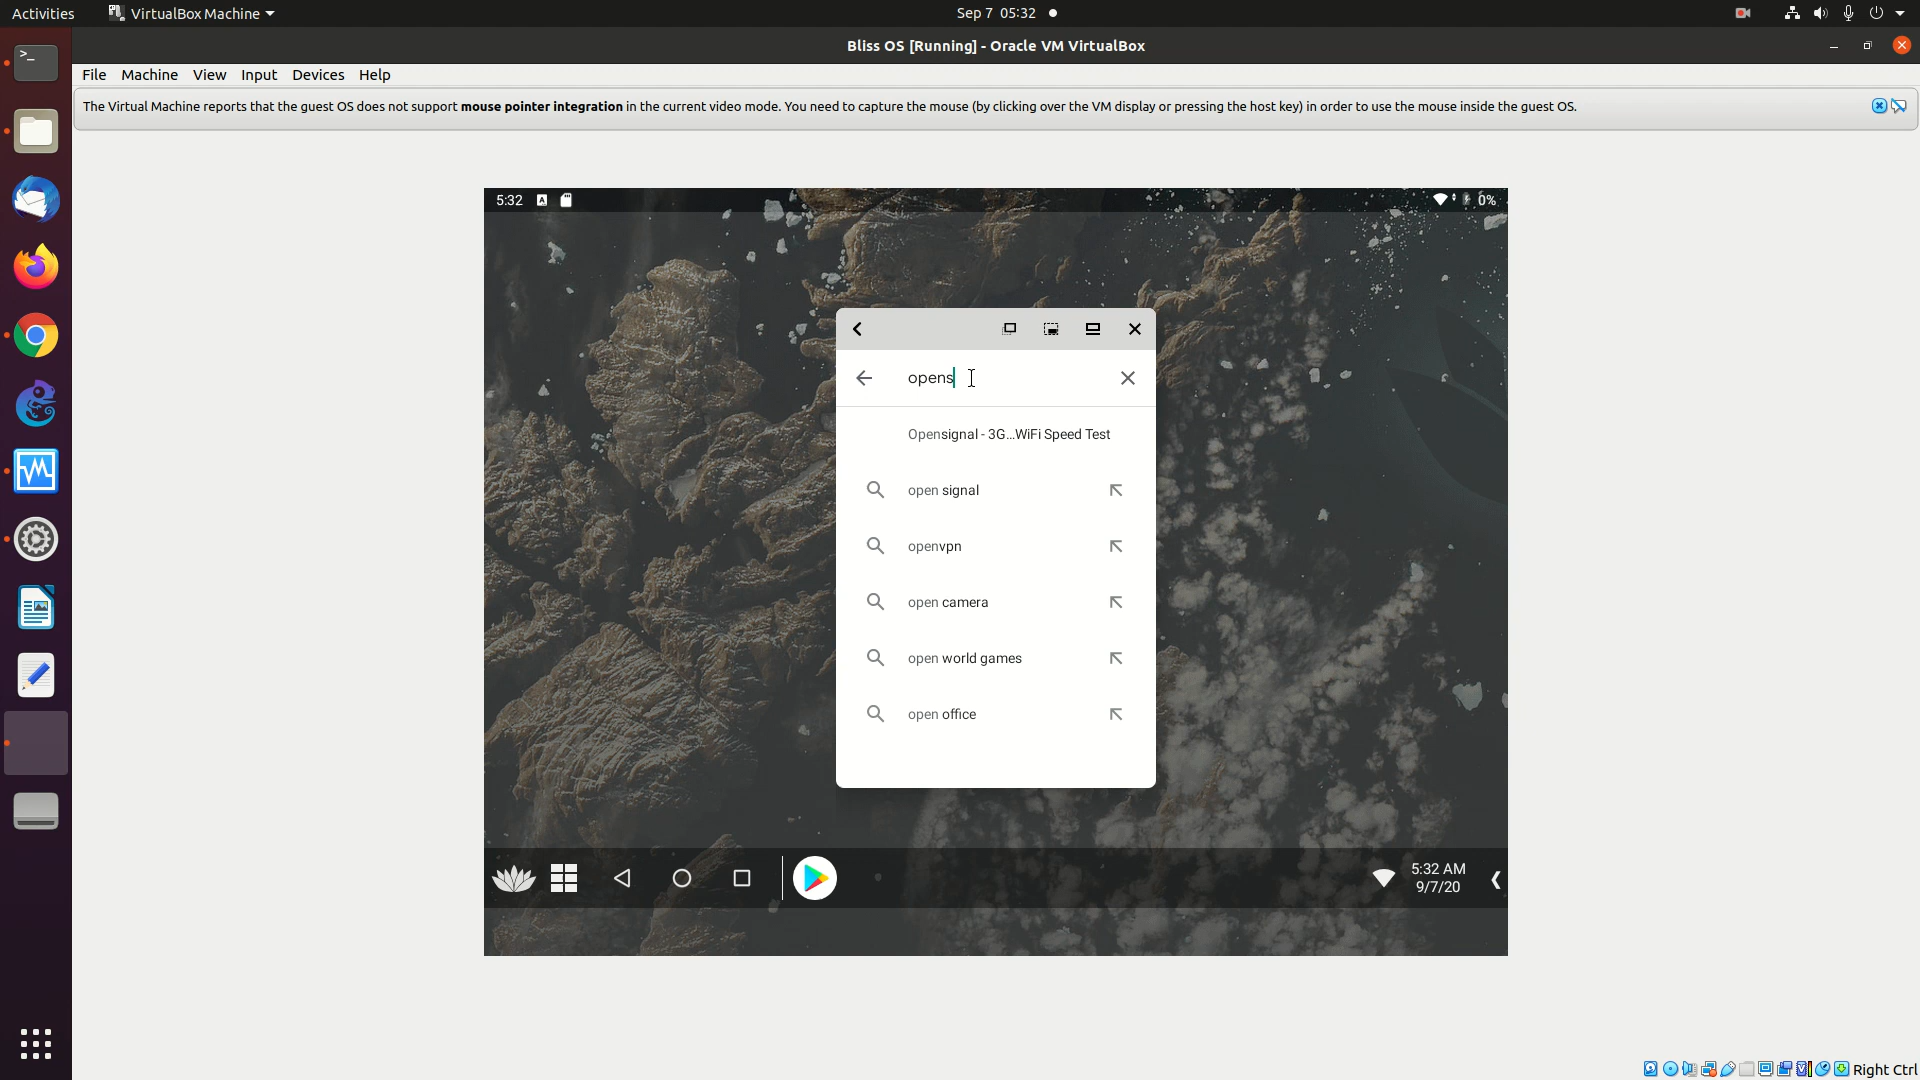 Activities
VirtualBox Machine
Sep 7 05:32
Bliss OS [Running] - Oracle VM VirtualBox
File Machine View Input Devices Help
The Virtual Machine reports that the guest OS does not support mouse pointer integration in the current video mode. You need to capture the mouse (by clicking over the VM display or pressing the host key) in order to use the mouse inside the guest OS.
5:32 A
0%
opens
Opensignal - 3G...WiFi Speed Test
open signal
openvpn
open camera
open world games
open office
5:32 AM
9/7/20
Right Ctrl